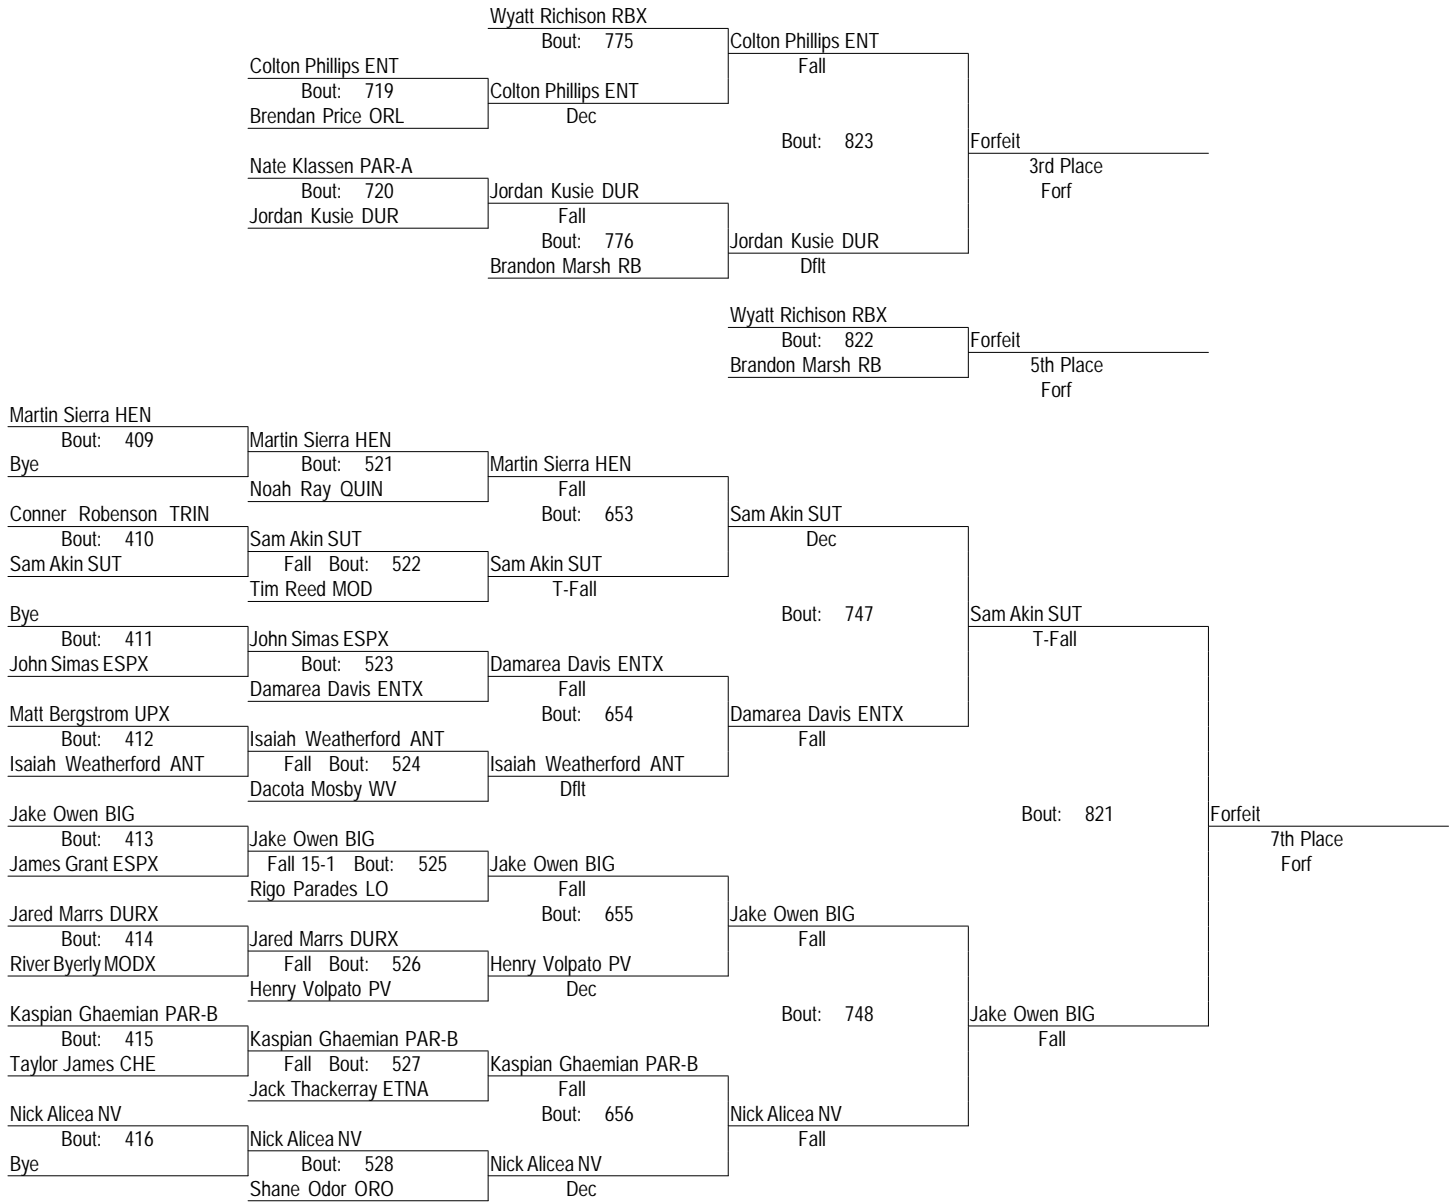 Wyatt Richison RBX
Bout: 775 Colton Phillips ENT
Colton Phillips ENT Fall
Bout: 719 Colton Phillips ENT
Brendan Price ORL Dec
Bout: 823 Forfeit
Nate Klassen PAR-A 3rd Place
Bout: 720 Jordan Kusie DUR Forf
Jordan Kusie DUR Fall
Bout: 776 Jordan Kusie DUR
Brandon Marsh RB Dflt
Wyatt Richison RBX
Bout: 822 Forfeit
Brandon Marsh RB 5th Place
Forf
Martin Sierra HEN
Bout: 409 Martin Sierra HEN
Bye Bout: 521 Martin Sierra HEN
Noah Ray QUIN Fall
Conner Robenson TRIN Bout: 653 Sam Akin SUT
Bout: 410 Sam Akin SUT Dec
Sam Akin SUT Fall Bout: 522 Sam Akin SUT
Tim Reed MOD T-Fall
Bye Bout: 747 Sam Akin SUT
Bout: 411 John Simas ESPX T-Fall
John Simas ESPX Bout: 523 Damarea Davis ENTX
Damarea Davis ENTX Fall
Matt Bergstrom UPX Bout: 654 Damarea Davis ENTX
Bout: 412 Isaiah Weatherford ANT Fall
Isaiah Weatherford ANT Fall Bout: 524 Isaiah Weatherford ANT
Dacota Mosby WV Dflt
Jake Owen BIG Bout: 821 Forfeit
Bout: 413 Jake Owen BIG 7th Place
James Grant ESPX Fall 15-1 Bout: 525 Jake Owen BIG Forf
Rigo Parades LO Fall
Jared Marrs DURX Bout: 655 Jake Owen BIG
Bout: 414 Jared Marrs DURX Fall
River Byerly MODX Fall Bout: 526 Henry Volpato PV
Henry Volpato PV Dec
Kaspian Ghaemian PAR-B Bout: 748 Jake Owen BIG
Bout: 415 Kaspian Ghaemian PAR-B Fall
Taylor James CHE Fall Bout: 527 Kaspian Ghaemian PAR-B
Jack Thackerray ETNA Fall
Nick Alicea NV Bout: 656 Nick Alicea NV
Bout: 416 Nick Alicea NV Fall
Bye Bout: 528 Nick Alicea NV
Shane Odor ORO Dec